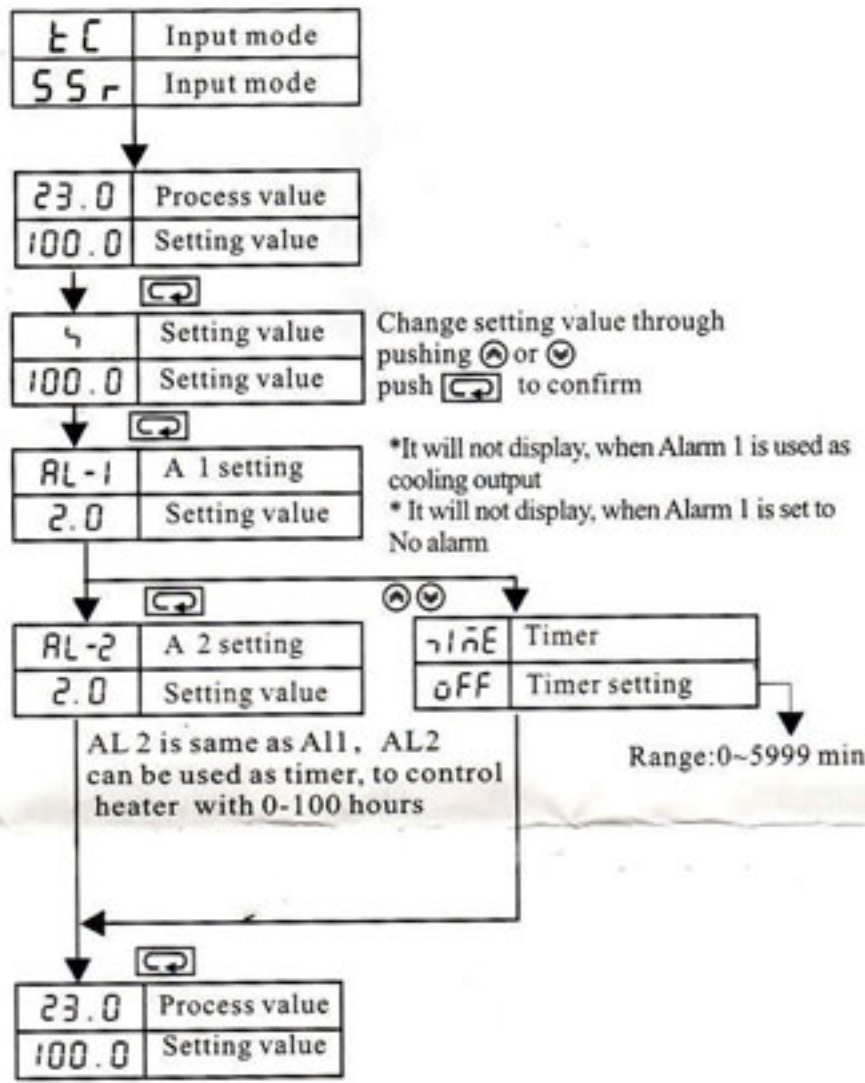 tC Input mode
SSr Input mode
23.0 Process value
100.0 Setting value
Setting value
100.0 Setting value
Change setting value through
pushing or
push to confirm
AL-1 A 1 setting
2.0 Setting value
*It will not display, when Alarm 1 is used as
cooling output
* It will not display, when Alarm 1 is set to
No alarm
AL-2 A 2 setting
2.0 Setting value
Timer
oFF Timer setting
Range:0~5999 min
AL 2 is same as Al1, AL2
can be used as timer, to control
heater with 0-100 hours
23.0 Process value
100.0 Setting value